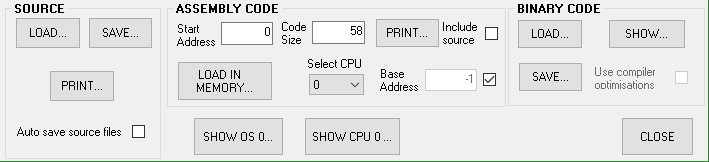 SOURCE
LOAD...
SAVE...
PRINT...
Auto save source files
ASSEMBLY CODE
Start
Address
0
Code
Size
58
PRINT...
Include
source
LOAD IN
MEMORY...
Select CPU
0
Base
Address
-1
SHOW OS 0...
SHOW CPU 0 ...
BINARY CODE
LOAD...
SHOW...
SAVE...
Use compiler
optimisations
CLOSE